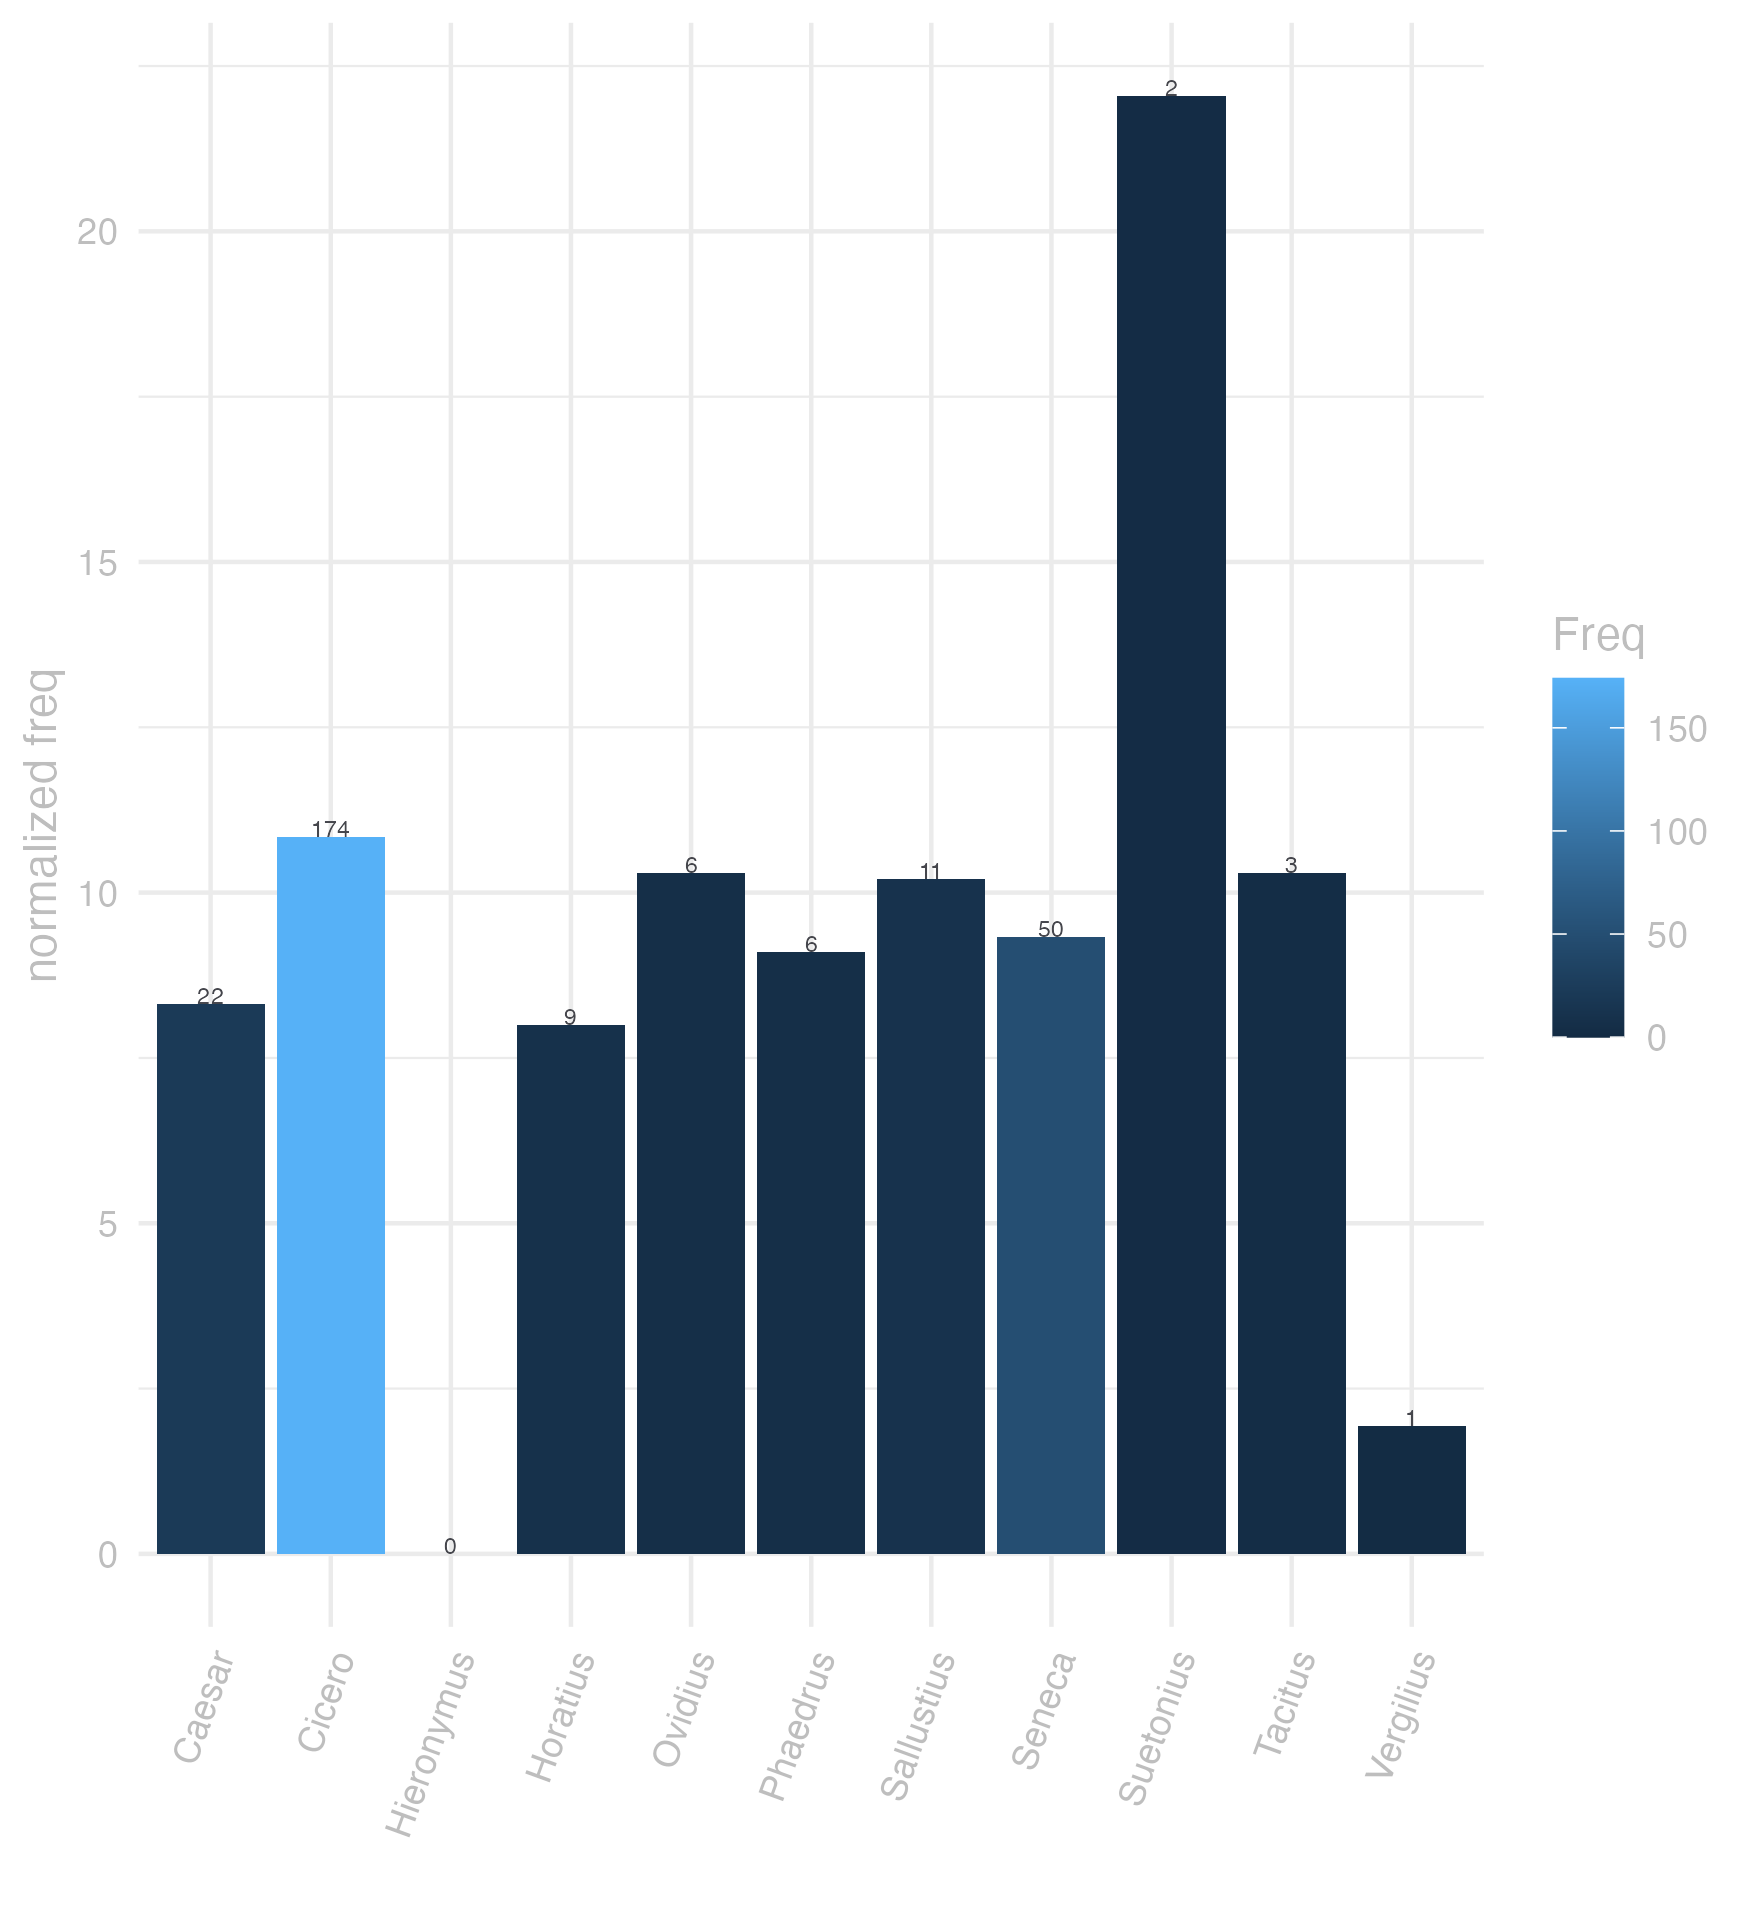 2
20
15
174
10
6
11
3
6
50
22
9
5
1
0
0
normalized freq
Caesar
Cicero
Hieronymus
Horatius
Ovidius
Phaedrus
Sallustius
Seneca
Suetonius
Tacitus
Vergilius
Freq
150
100
50
0